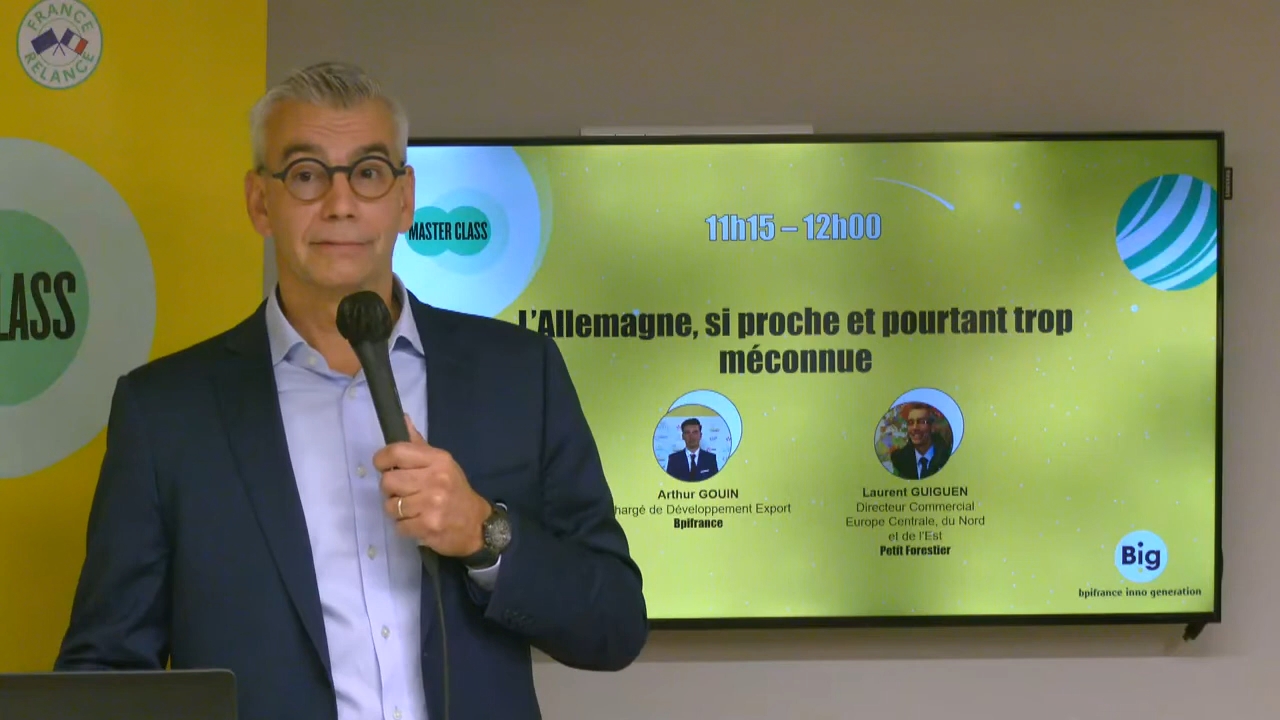 FRANCE
RELANCE
LASS
MASTER CLASS
11h15 – 12h00
L'Allemagne, si proche et pourtant trop
méconnue
Arthur GOUIN
hargé de Développement Export
Bpifrance
Laurent GUIGUEN
Directeur Commercial
Europe Centrale, du Nord
et de l'Est
Petit Forestier
Big
bpifrance inno generation